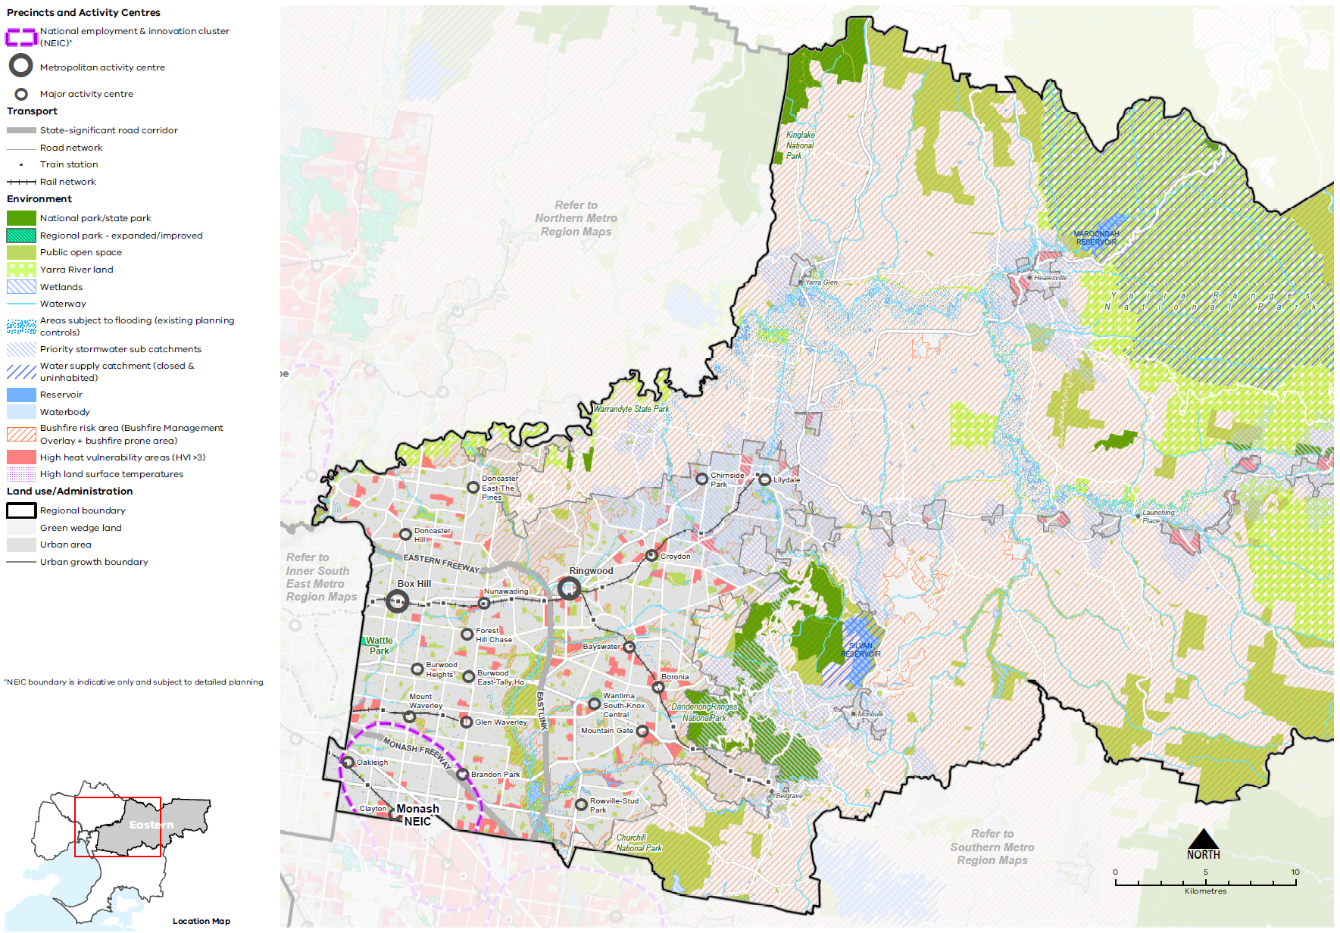 Precincts and Activity Centres
National employment & innovation cluster
(NEIC)^
Metropolitan activity centre
Major activity centre
Transport
State-significant road corridor
Road network
Train station
Rail network
Environment
National park/state park
Regional park - expanded/improved
Public open space
Yarra River land
Wetlands
Waterway
Areas subject to flooding (existing planning
controls)
Priority stormwater sub catchments
Water supply catchment (closed &
uninhabited)
Reservoir
Waterbody
Bushfire risk area (Bushfire Management
Overlay + bushfire prone area)
High heat vulnerability areas (HVI >3)
High land surface temperatures
Land use/Administration
Regional boundary
Green wedge land
Urban area
Urban growth boundary
^NEIC boundary is indicative only and subject to detailed planning.
Eastern
Location Map
Kinglake
National
Park
Refer to
Northern Metro
Region Maps
MAROONDAH
RESERVOIR
Yarra Glen
Healesville
Yarra Ranges
National Park
Warrandyte State Park
Doncaster
East-The
Pines
Chirnside
Park
Lilydale
Launching
Place
Doncaster
Hill
Refer to
Inner South
East Metro
Region Maps
EASTERN FREEWAY
Croydon
Ringwood
Box Hill
Nunawading
Forest
Hill Chase
Wattle
Park
Bayswater
SILVAN
RESERVOIR
Burwood
Heights
Burwood
East-Tally Ho
Boronia
Mount
Waverley
Wantirna
South-Knox
Central
EASTLINK
Dandenong Ranges
National Park
Monbulk
Glen Waverley
Mountain Gate
MONASH FREEWAY
Oakleigh
Brandon Park
Belgrave
Clayton
Monash
NEIC
Rowville-Stud
Park
Churchill
National Park
Refer to
Southern Metro
Region Maps
NORTH
0 5 10
Kilometres